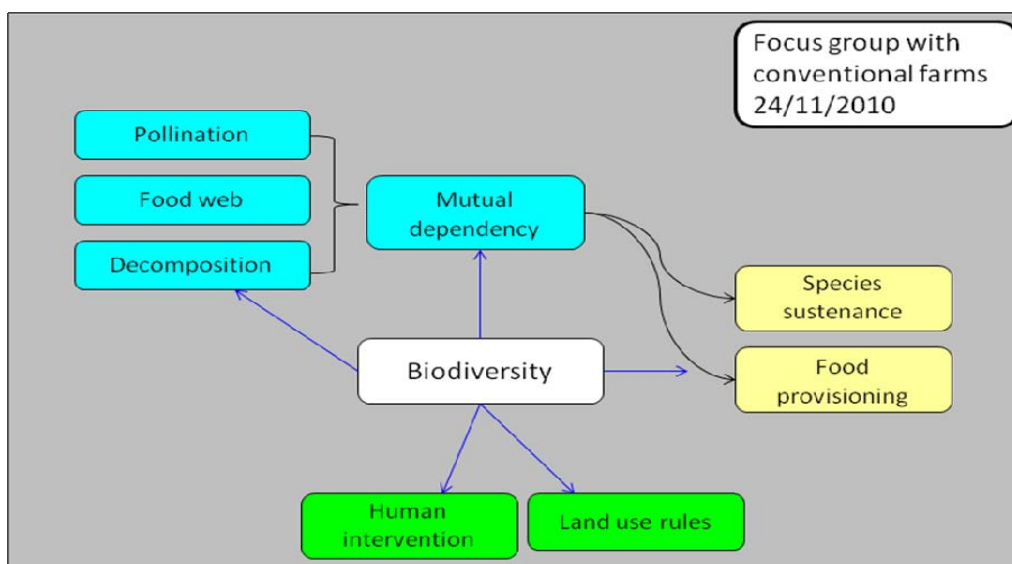 Focus group with
conventional farms
24/11/2010
Pollination
Food web
Decomposition
Mutual
dependency
Species
sustenance
Food
provisioning
Biodiversity
Human
intervention
Land use rules